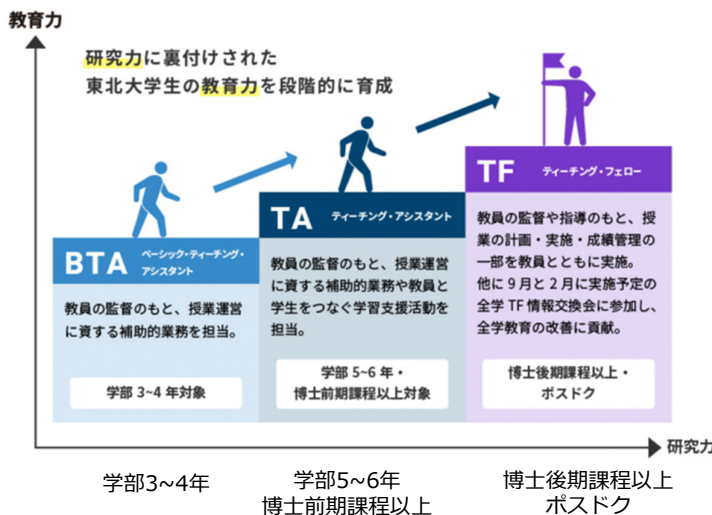 教育力
研究力に裏付けされた
東北大学生の教育力を段階的に育成
TF ティーチング・フェロー
TA ティーチング・アシスタント
BTA ベーシック・ティーチング・
アシスタント
教員の監督のもと、授業運営
に資する補助的業務を担当。
学部 3~4 年対象
教員の監督のもと、授業運営
に資する補助的業務や教員と
学生をつなぐ学習支援活動を
担当。
学部 5~6 年・
博士前期課程以上対象
教員の監督や指導のもと、授
業の計画・実施・成績管理の
一部を教員とともに実施。
他に 9 月と 2 月に実施予定の
全学 TF 情報交換会に参加し、
全学教育の改善に貢献。
博士後期課程以上・
ポスドク
研究力
学部3~4年
学部5~6年
博士前期課程以上
博士後期課程以上
ポスドク